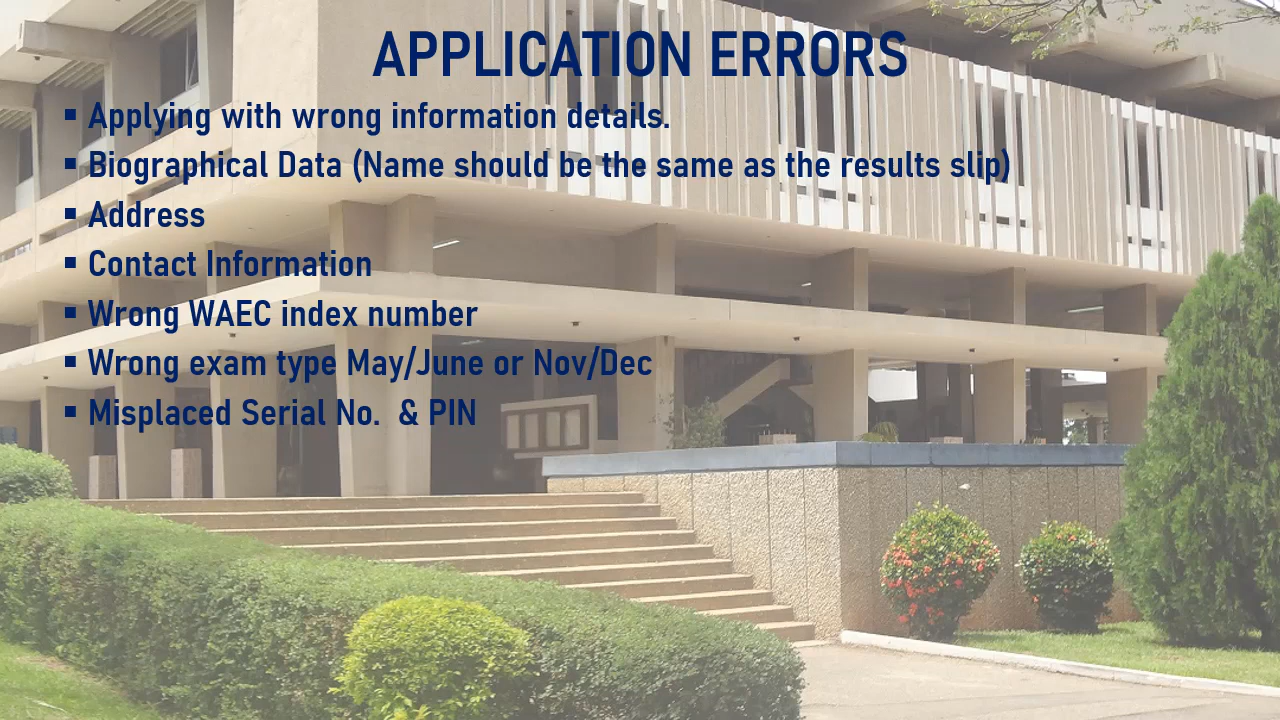 APPLICATION ERRORS
▪ Applying with wrong information details.
▪ Biographical Data (Name should be the same as the results slip)
▪ Address
▪ Contact Information
▪ Wrong WAEC index number
▪ Wrong exam type May/June or Nov/Dec
▪ Misplaced Serial No.  & PIN